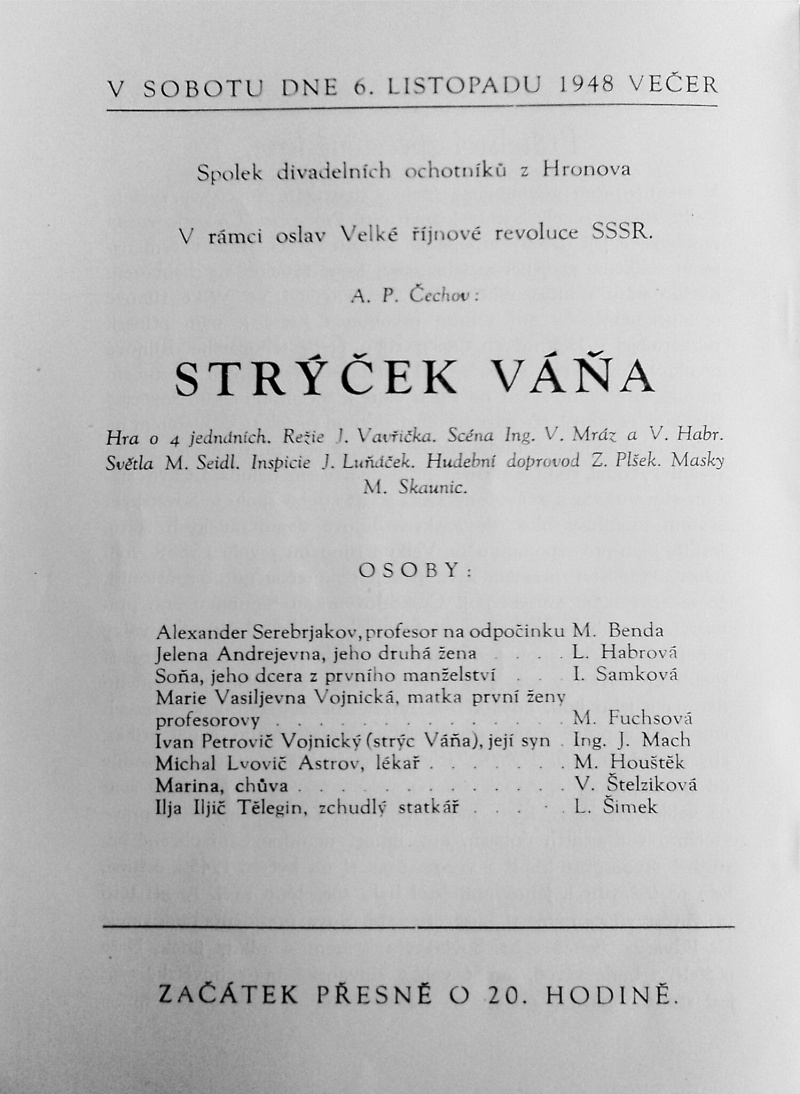 V SOBOTU DNE 6. LISTOPADU 1948 VEČER
Spolek divadelních ochotníků z Hronova
V rámci oslav Velké říjnové revoluce SSSR.
A. P. Čechov:
STRÝČEK VÁŇA
Hra o 4 jednáních. Režie J. Vavřička. Scéna Ing. V. Mráz a V. Habr.
Světla M. Seidl. Inspicie J. Luňáček. Hudební doprovod Z. Plšek. Masky
M. Skaunic.
OSOBY:
Alexander Serebrjakov, profesor na odpočinku M. Benda
Jelena Andrejevna, jeho druhá žena . . . . L. Habrová
Soňa, jeho dcera z prvního manželství . . . I. Samková
Marie Vasiljevna Vojnická, matka první ženy
profesorovy . . . . . . . . . . . . . M. Fuchsová
Ivan Petrovič Vojnický (strýc Váňa), její syn . Ing. J. Mach
Michal Lvovič Astrov, lékař . . . . . . . M. Houštěk
Marina, chůva . . . . . . . . . . . . . V. Štelziková
Ilja Iljič Tělegin, zchudlý statkář . . . . . L. Šimek
ZAČÁTEK PŘESNĚ O 20. HODINĚ.